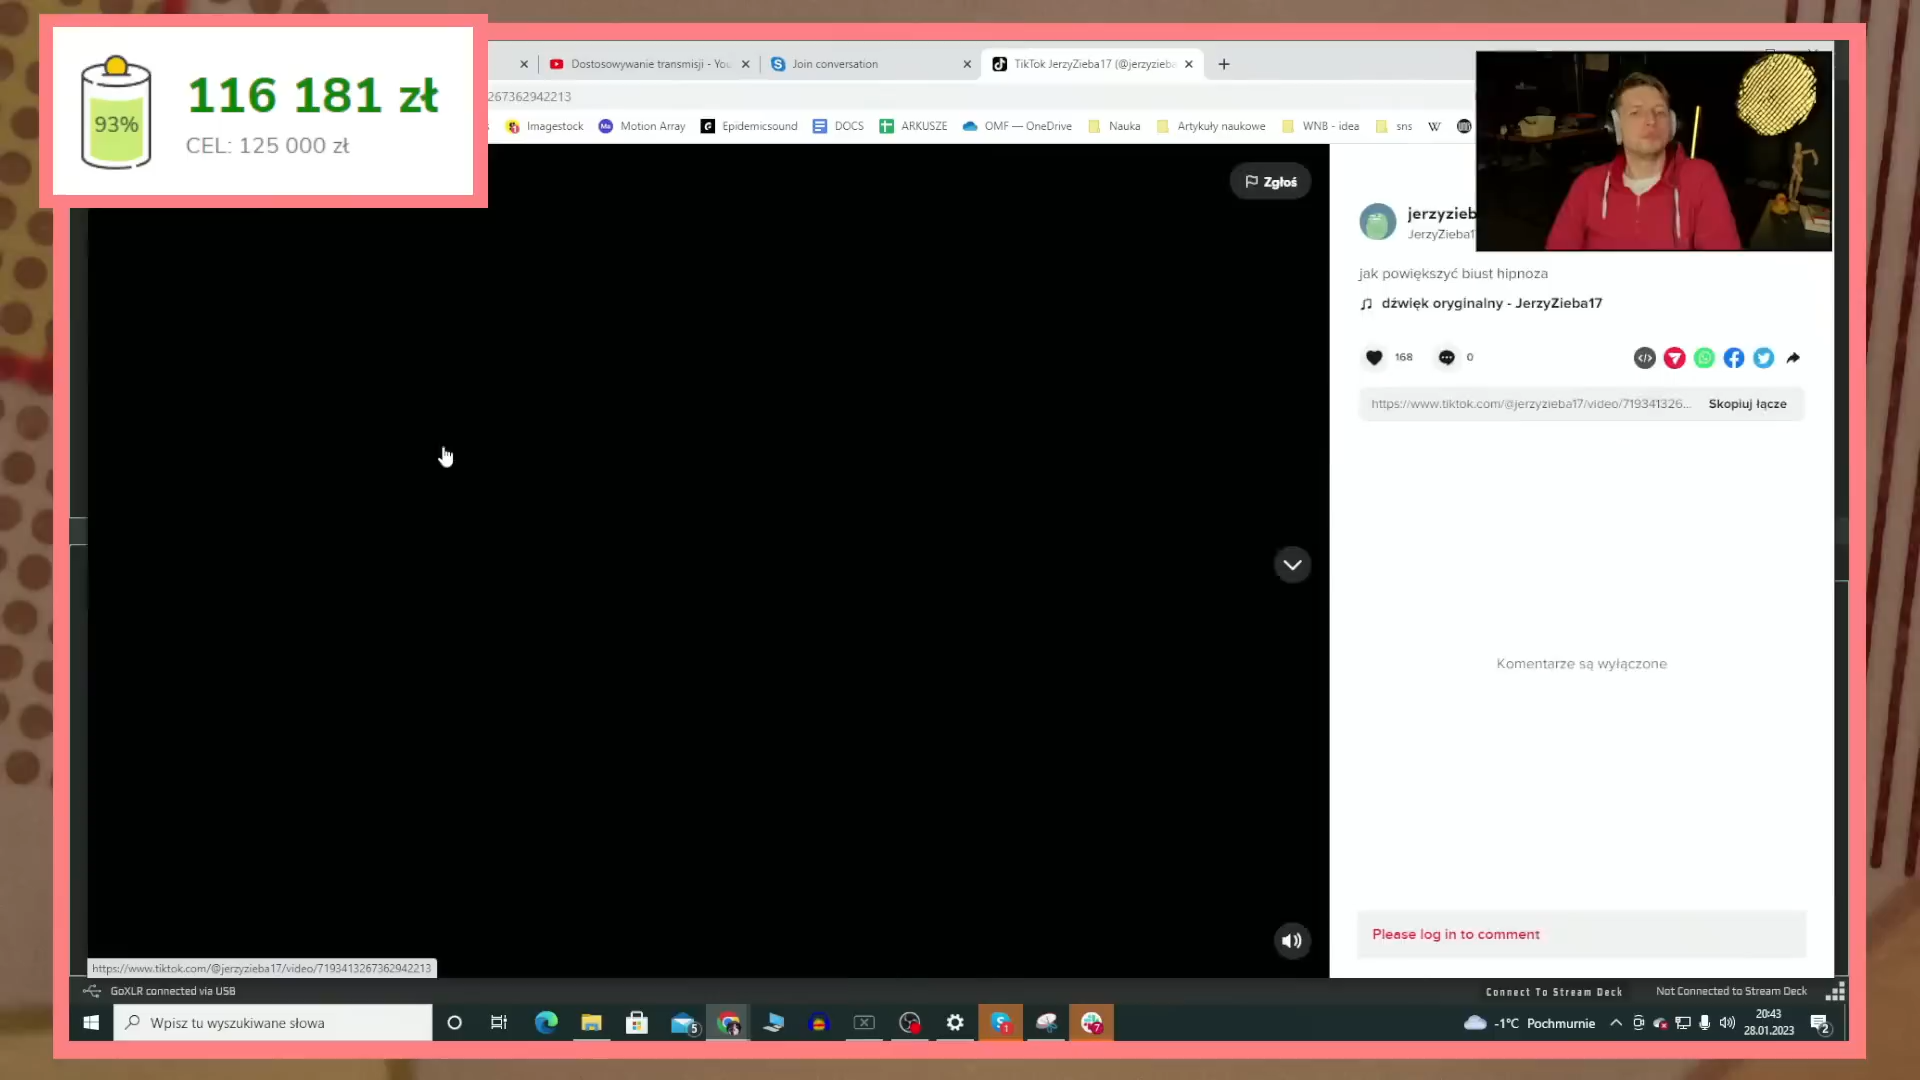 93%
116 181 zł
CEL: 125 000 zł
Dostosowywanie transmisji - You
Join conversation
TikTok JerzyZieba17 (@jerzyzieba
267362942213
Imagestock
Motion Array
Epidemicsound
DOCS
ARKUSZE
OMF — OneDrive
Nauka
Artykuły naukowe
WNB - idea
sns
W
Zgłoś
jerzyzieb
JerzyZieba1
jak powiększyć biust hipnoza
dźwięk oryginalny - JerzyZieba17
168
0
https://www.tiktok.com/@jerzyzieba17/video/719341326...
Skopiuj łącze
Komentarze są wyłączone
Please log in to comment
https://www.tiktok.com/@jerzyzieba17/video/7193413267362942213
GoXLR connected via USB
Connect To Stream Deck
Not Connected to Stream Deck
Wpisz tu wyszukiwane słowa
5
1
7
-1°C Pochmurnie
20:43
28.01.2023
2